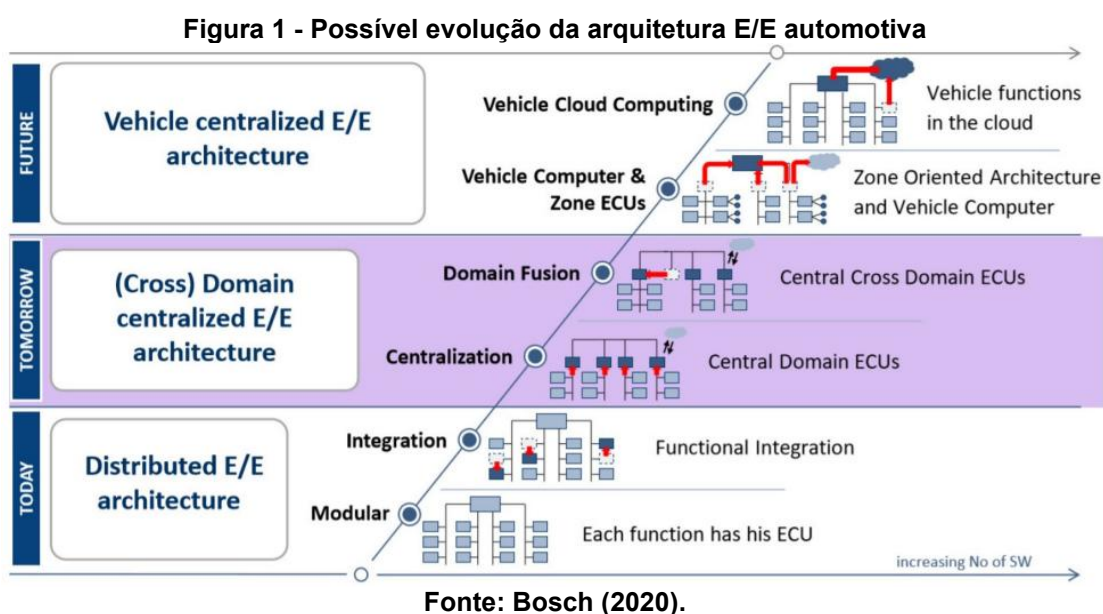 Figura 1 - Possível evolução da arquitetura E/E automotiva
FUTURE
Vehicle centralized E/E
architecture
Vehicle Cloud Computing
Vehicle functions
in the cloud
Vehicle Computer &
Zone ECUs
Zone Oriented Architecture
and Vehicle Computer
TOMORROW
(Cross) Domain
centralized E/E
architecture
Domain Fusion
Central Cross Domain ECUs
Centralization
Central Domain ECUs
TODAY
Distributed E/E
architecture
Integration
Functional Integration
Modular
Each function has his ECU
increasing No of SW
Fonte: Bosch (2020).